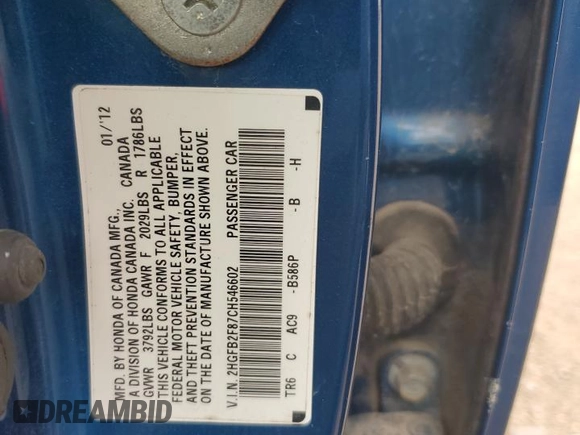 MFD. BY HONDA OF CANADA MFG., 01/'12
A DIVISION OF HONDA CANADA INC. CANADA
GVWR 3792LBS GAWR F 2029LBS R 1786LBS
THIS VEHICLE CONFORMS TO ALL APPLICABLE
FEDERAL MOTOR VEHICLE SAFETY, BUMPER,
AND THEFT PREVENTION STANDARDS IN EFFECT
ON THE DATE OF MANUFACTURE SHOWN ABOVE.
V.I.N. 2HGFB2F87CH546602 PASSENGER CAR
TR6 C AC9 -B586P -B -H
DREAMBID